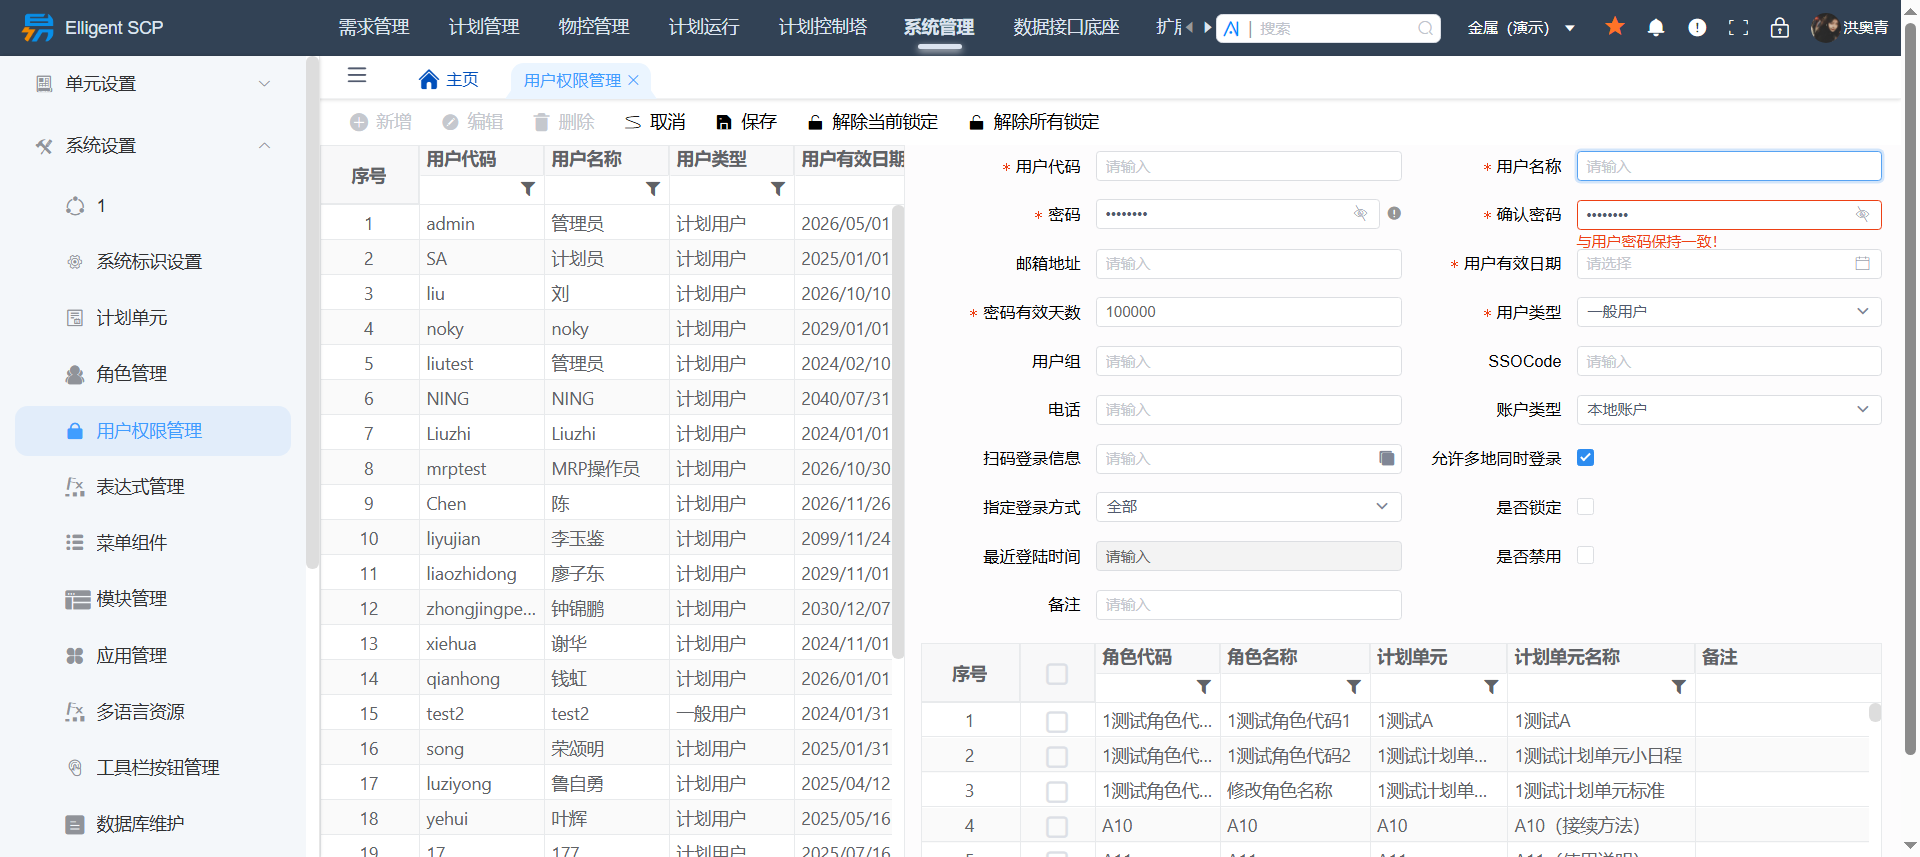 Elligent SCP
需求管理 计划管理 物控管理 计划运行 计划控制塔 系统管理 数据接口底座 AI | 搜索 金属 (演示) 洪奥青
单元设置
系统设置
1
系统标识设置
计划单元
角色管理
用户权限管理
表达式管理
菜单组件
模块管理
应用管理
多语言资源
工具栏按钮管理
数据库维护
主页 用户权限管理
新增 编辑 删除 取消 保存 解除当前锁定 解除所有锁定
序号 用户代码 用户名称 用户类型 用户有效日期
1 admin 管理员 计划用户 2026/05/01
2 SA 计划员 计划用户 2025/01/01
3 liu 刘 计划用户 2026/10/10
4 noky noky 计划用户 2029/01/01
5 liutest 管理员 计划用户 2024/02/10
6 NING NING 计划用户 2040/07/31
7 Liuzhi Liuzhi 计划用户 2024/01/01
8 mrptest MRP操作员 计划用户 2026/10/30
9 Chen 陈 计划用户 2026/11/26
10 liyujian 李玉鉴 计划用户 2099/11/24
11 liaozhidong 廖子东 计划用户 2029/11/01
12 zhongjingpe... 钟锦鹏 计划用户 2030/12/07
13 xiehua 谢华 计划用户 2024/11/01
14 qianhong 钱虹 计划用户 2026/01/01
15 test2 test2 一般用户 2024/01/31
16 song 荣颂明 计划用户 2025/01/31
17 luziyong 鲁自勇 计划用户 2025/04/12
18 yehui 叶辉 计划用户 2025/05/16
19 17 177 计划用户 2025/07/16
* 用户代码 请输入 * 用户名称 请输入
* 密码 •••••••• * 确认密码 ••••••••
与用户密码保持一致!
邮箱地址 请输入 * 用户有效日期 请选择
* 密码有效天数 100000 * 用户类型 一般用户
用户组 请输入 SSOCode 请输入
电话 请输入 账户类型 本地账户
扫码登录信息 请输入 允许多地同时登录
指定登录方式 全部 是否锁定
最近登陆时间 请输入 是否禁用
备注 请输入
序号 角色代码 角色名称 计划单元 计划单元名称 备注
1 1测试角色代... 1测试角色代码1 1测试A 1测试A
2 1测试角色代... 1测试角色代码2 1测试计划单... 1测试计划单元小日程
3 1测试角色代... 修改角色名称 1测试计划单... 1测试计划单元标准
4 A10 A10 A10 A10 (接续方法)